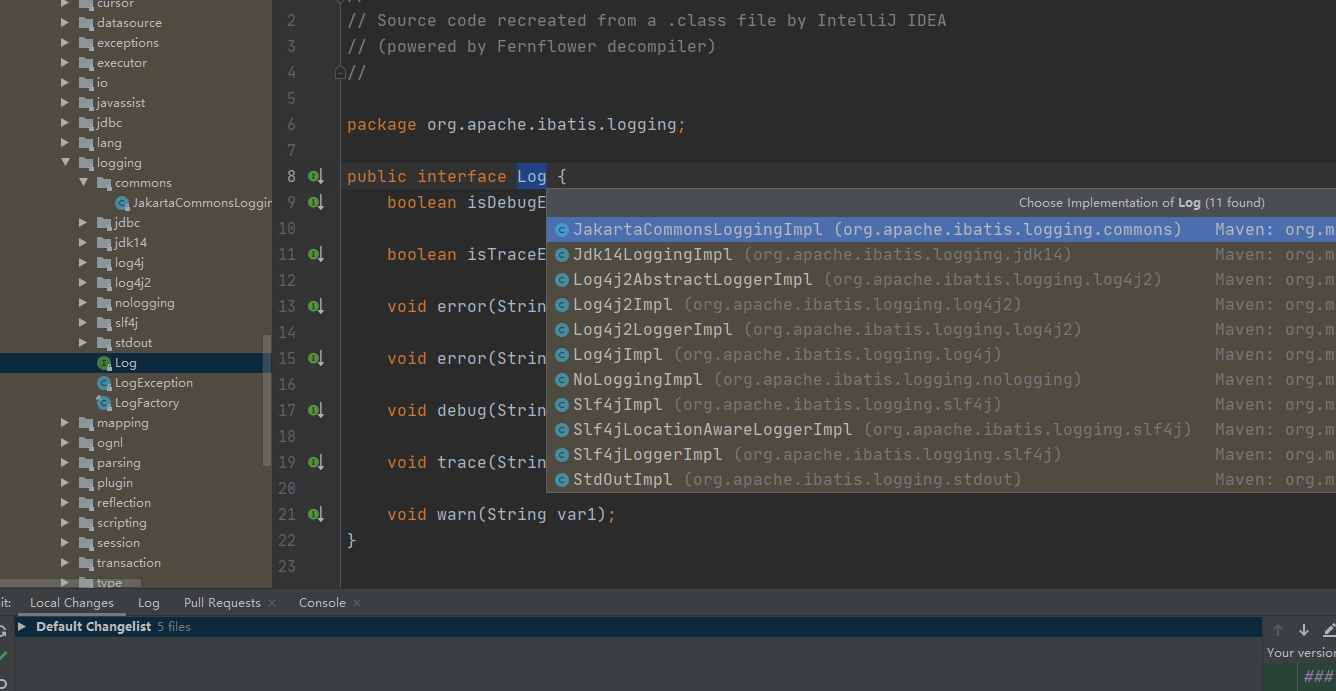 cursor
datasource
exceptions
executor
io
javassist
jdbc
lang
logging
commons
JakartaCommonsLoggin
jdbc
jdk14
log4j
log4j2
nologging
slf4j
stdout
Log
LogException
LogFactory
mapping
ognl
parsing
plugin
reflection
scripting
session
transaction
type
2 // Source code recreated from a .class file by IntelliJ IDEA
3 // (powered by Fernflower decompiler)
4 //
5
6 package org.apache.ibatis.logging;
7
8 public interface Log {
9 boolean isDebugE
10
11 boolean isTraceE
12
13 void error(Strin
14
15 void error(Strin
16
17 void debug(Strin
18
19 void trace(Strin
20
21 void warn(String var1);
22 }
23
Choose Implementation of Log (11 found)
JakartaCommonsLoggingImpl (org.apache.ibatis.logging.commons) Maven: org.m
Jdk14LoggingImpl (org.apache.ibatis.logging.jdk14) Maven: org.m
Log4j2AbstractLoggerImpl (org.apache.ibatis.logging.log4j2) Maven: org.m
Log4j2Impl (org.apache.ibatis.logging.log4j2) Maven: org.m
Log4j2LoggerImpl (org.apache.ibatis.logging.log4j2) Maven: org.m
Log4jImpl (org.apache.ibatis.logging.log4j) Maven: org.m
NoLoggingImpl (org.apache.ibatis.logging.nologging) Maven: org.m
Slf4jImpl (org.apache.ibatis.logging.slf4j) Maven: org.m
Slf4jLocationAwareLoggerImpl (org.apache.ibatis.logging.slf4j) Maven: org.m
Slf4jLoggerImpl (org.apache.ibatis.logging.slf4j) Maven: org.m
StdOutImpl (org.apache.ibatis.logging.stdout) Maven: org.m
it: Local Changes Log Pull Requests Console
Default Changelist 5 files
Your version
###